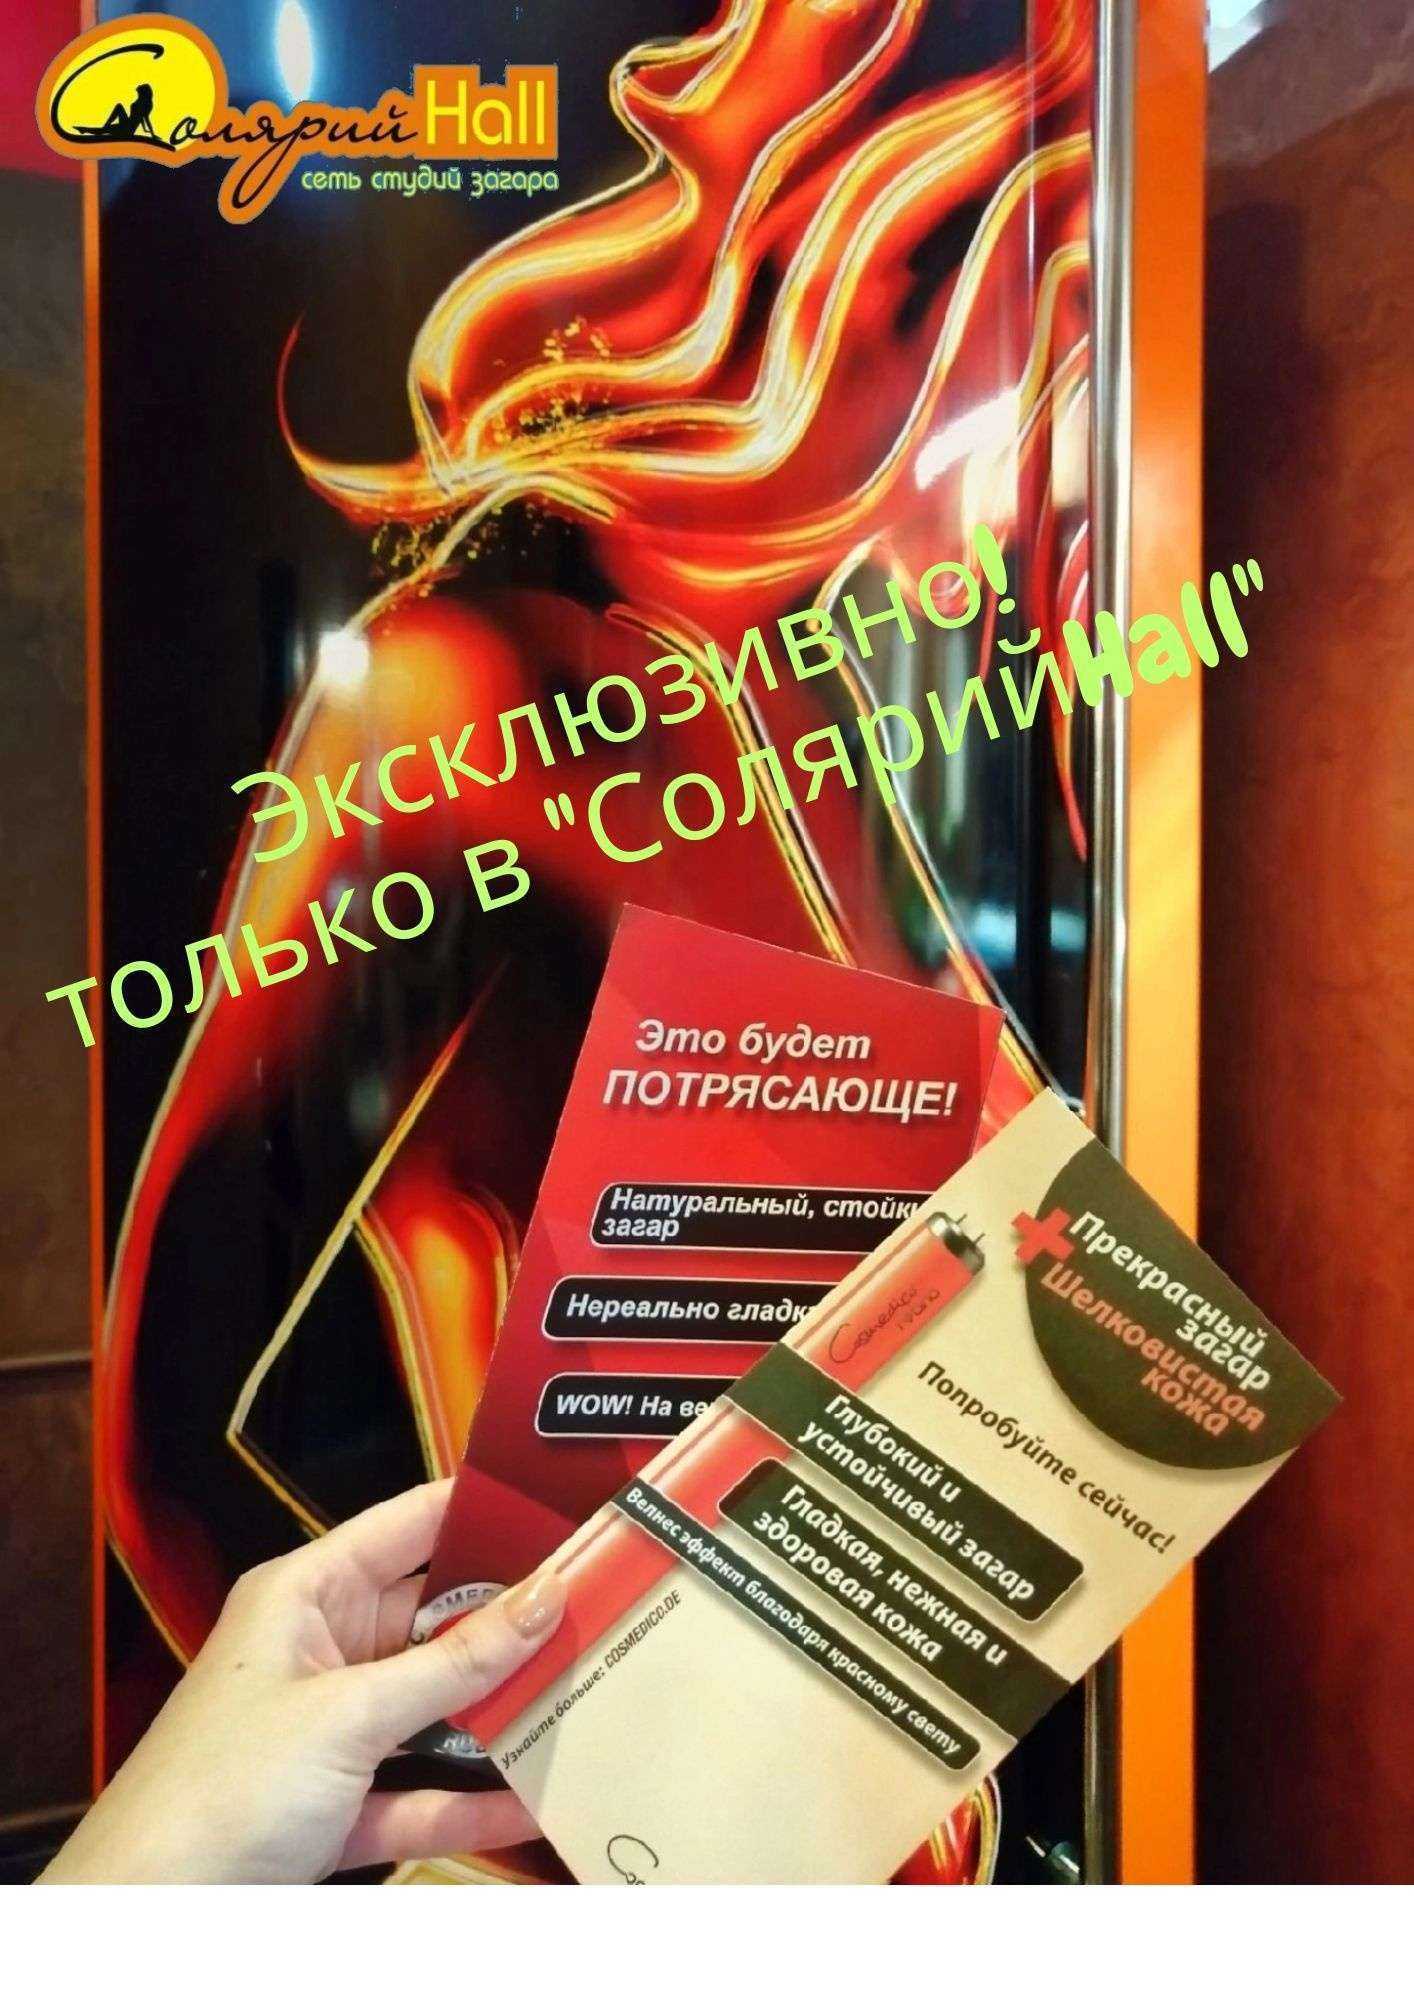 Солярий Hall
сеть студий загара
Эксклюзивно!
только в "СолярийHall"
Это будет
ПОТРЯСАЮЩЕ!
Натуральный, стойки
загар
Нереально гладк
WOW! На ве
Прекрасный
загар
Шелковистая
кожа
Попробуйте сейчас!
Cosmedico
Глубокий и
устойчивый загар
Гладкая, нежная и
здоровая кожа
Велнес эффект благодаря красному свету
Узнайте больше: COSMEDICO.DE